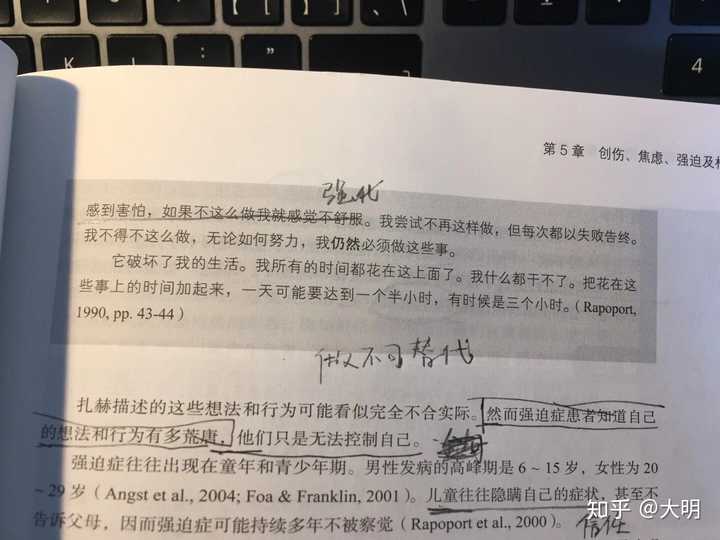 K
L
:
;
"
'
4
第 5 章 创伤、焦虑、强迫及相
强化
感到害怕，如果不这么做我就感觉不舒服。我尝试不再这样做，但每次都以失败告终。
我不得不这么做，无论如何努力，我仍然必须做这些事。
它破坏了我的生活。我所有的时间都花在这上面了。我什么都干不了。把花在这
些事上的时间加起来，一天可能要达到一个半小时，有时候是三个小时。（Rapoport,
1990, pp. 43-44）
做不可替代
扎赫描述的这些想法和行为可能看似完全不合实际。然而强迫症患者知道自己
的想法和行为有多荒唐，他们只是无法控制自己。
强迫症往往出现在童年和青少年期。男性发病的高峰期是 6 ~ 15 岁，女性为 20
~ 29 岁（Angst et al., 2004; Foa & Franklin, 2001）。儿童往往隐瞒自己的症状，甚至不
告诉父母，因而强迫症可能持续多年不被察觉（Rapoport et al., 2000）。
信任
知乎 @大明